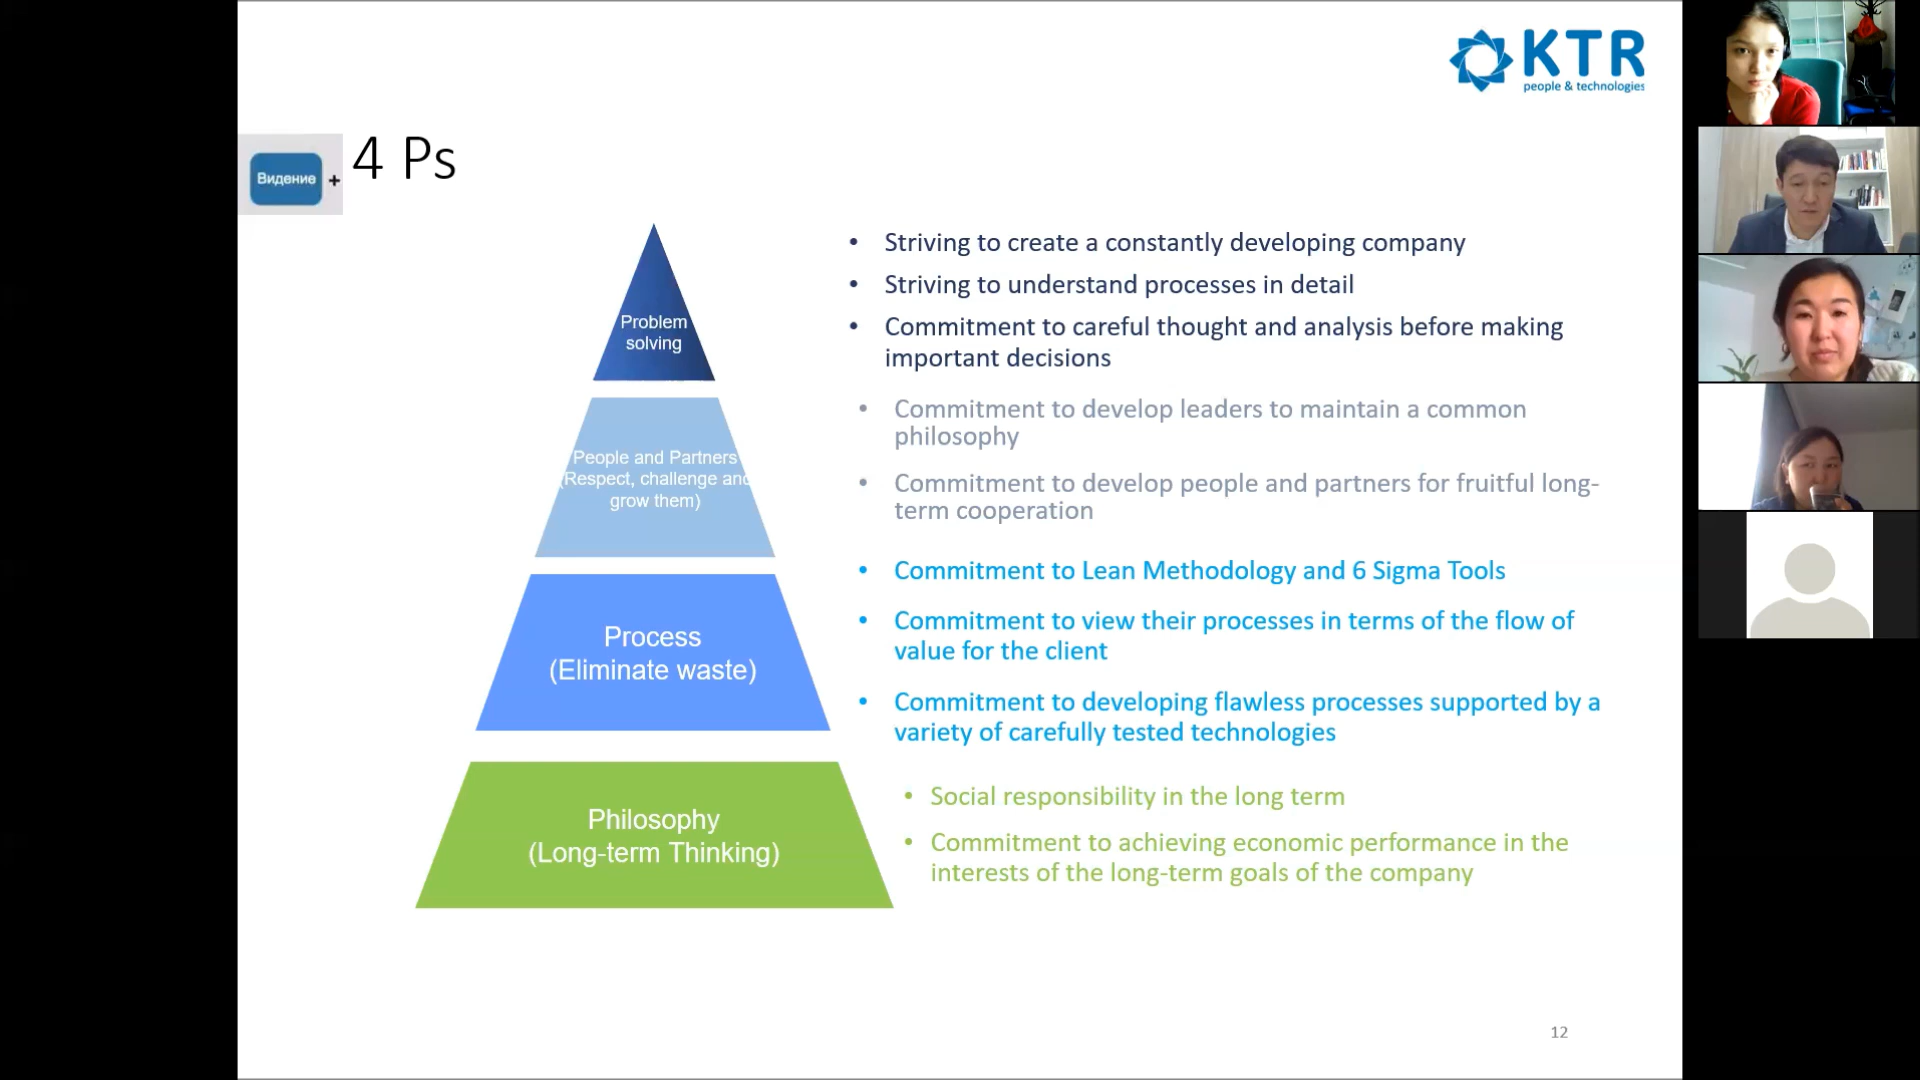 KTR
people & technologies
Видение +
4 Ps
Problem
solving
• Striving to create a constantly developing company
• Striving to understand processes in detail
• Commitment to careful thought and analysis before making
important decisions
People and Partners
(Respect, challenge and
grow them)
• Commitment to develop leaders to maintain a common
philosophy
• Commitment to develop people and partners for fruitful long-
term cooperation
Process
(Eliminate waste)
• Commitment to Lean Methodology and 6 Sigma Tools
• Commitment to view their processes in terms of the flow of
value for the client
• Commitment to developing flawless processes supported by a
variety of carefully tested technologies
Philosophy
(Long-term Thinking)
• Social responsibility in the long term
• Commitment to achieving economic performance in the
interests of the long-term goals of the company
12